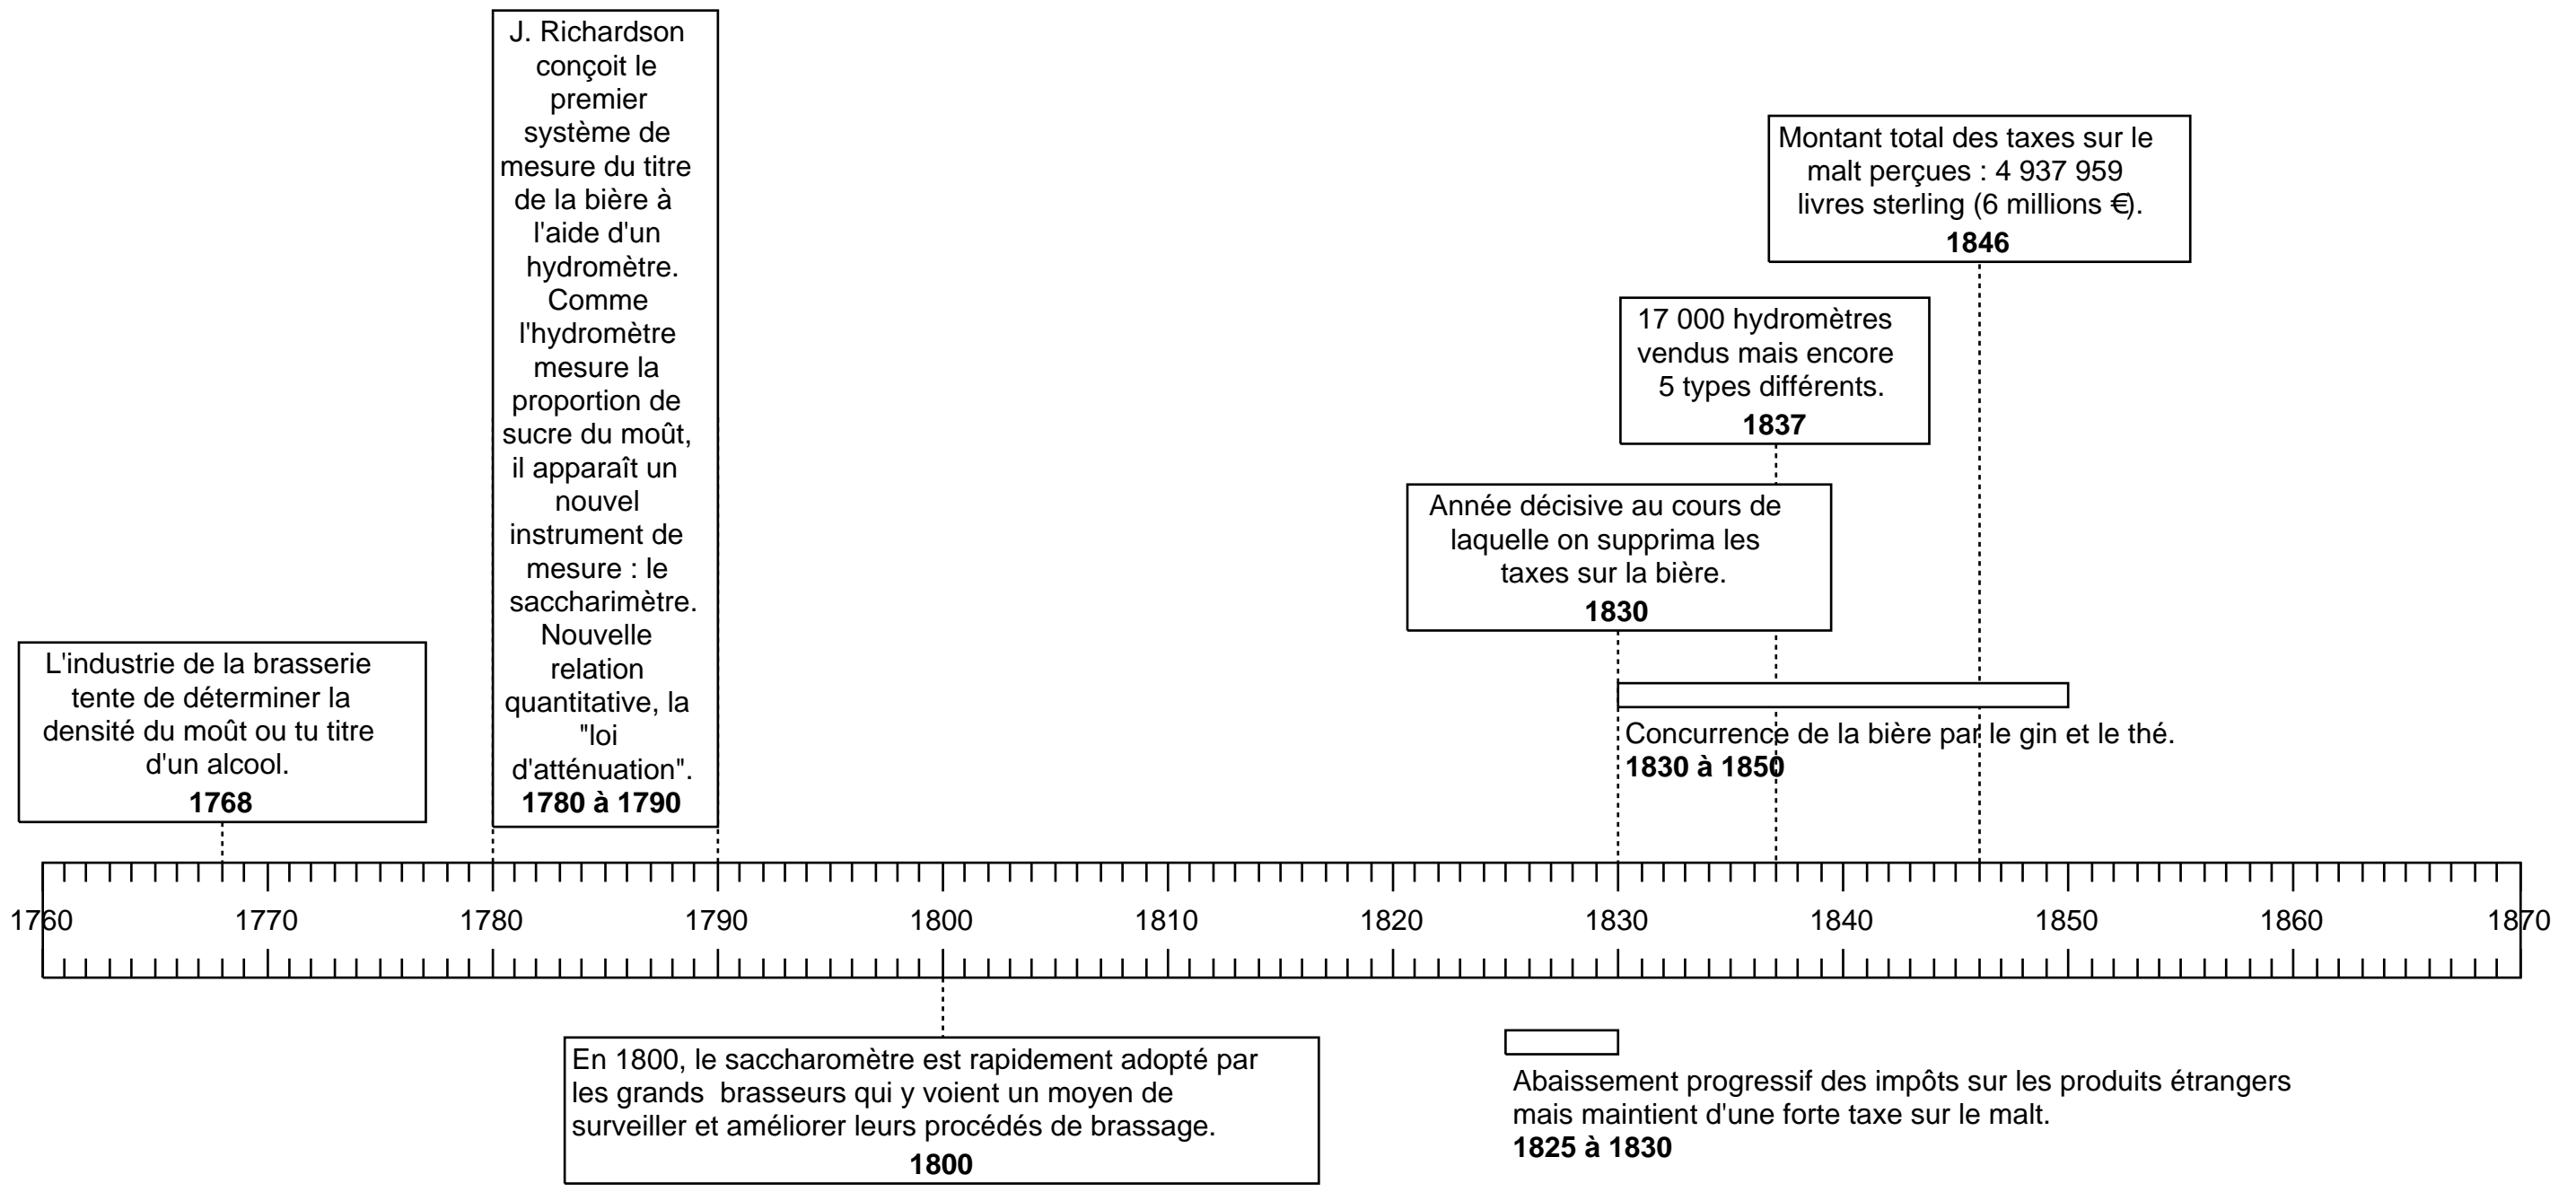 J. Richardson
conçoit le
premier
système de
mesure du titre
de la bière à
l'aide d'un
hydromètre.
Comme
l'hydromètre
mesure la
proportion de
sucre du moût,
il apparaît un
nouvel
instrument de
mesure : le
saccharimètre.
Nouvelle
relation
quantitative, la
"loi
d'atténuation".
1780 à 1790
Montant total des taxes sur le
malt perçues : 4 937 959
livres sterling (6 millions €).
1846
17 000 hydromètres
vendus mais encore
5 types différents.
1837
Année décisive au cours de
laquelle on supprima les
taxes sur la bière.
1830
L'industrie de la brasserie
tente de déterminer la
densité du moût ou tu titre
d'un alcool.
1768
Concurrence de la bière par le gin et le thé.
1830 à 1850
1760 1770 1780 1790 1800 1810 1820 1830 1840 1850 1860 1870
En 1800, le saccharomètre est rapidement adopté par
les grands  brasseurs qui y voient un moyen de
surveiller et améliorer leurs procédés de brassage.
1800
Abaissement progressif des impôts sur les produits étrangers
mais maintient d'une forte taxe sur le malt.
1825 à 1830